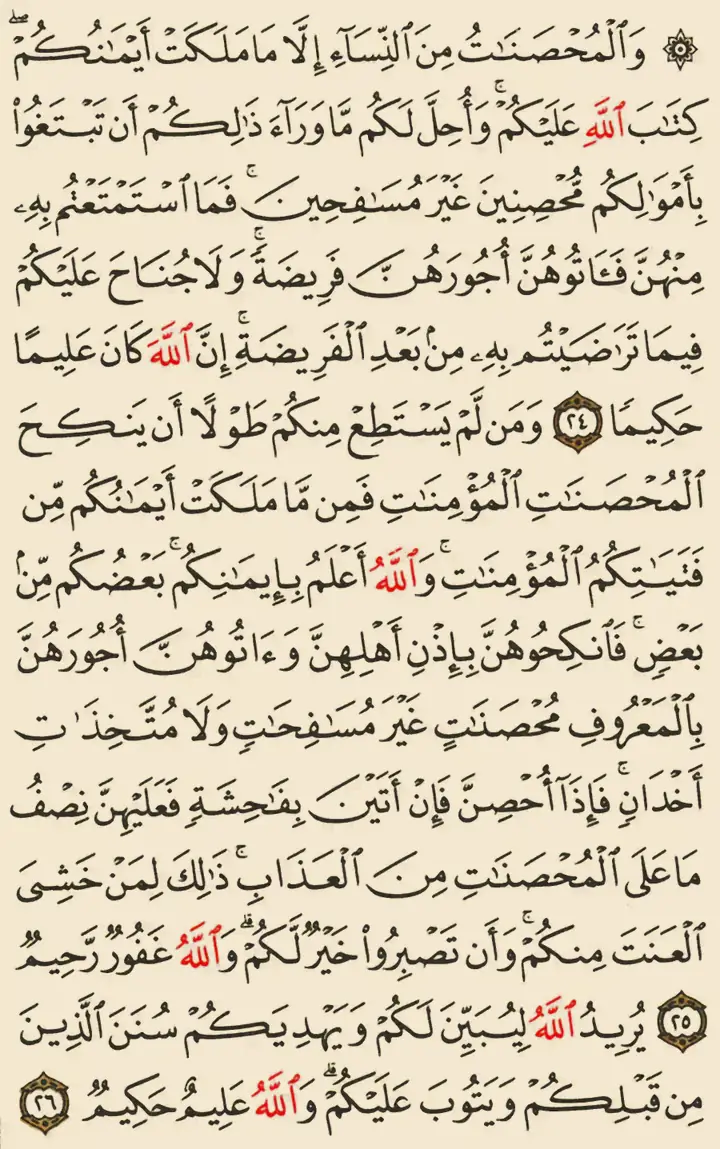 ۞ وَٱلْمُحْصَنَٰتُ مِنَ ٱلنِّسَآءِ إِلَّا مَا مَلَكَتْ أَيْمَٰنُكُمْ ۖ
كِتَٰبَ ٱللَّهِ عَلَيْكُمْ ۚ وَأُحِلَّ لَكُم مَّا وَرَآءَ ذَٰلِكُمْ أَن تَبْتَغُوا۟
بِأَمْوَٰلِكُم مُّحْصِنِينَ غَيْرَ مُسَٰفِحِينَ ۚ فَمَا ٱسْتَمْتَعْتُم بِهِۦ
مِنْهُنَّ فَـَٔاتُوهُنَّ أُجُورَهُنَّ فَرِيضَةً ۚ وَلَا جُنَاحَ عَلَيْكُمْ
فِيمَا تَرَٰضَيْتُم بِهِۦ مِنۢ بَعْدِ ٱلْفَرِيضَةِ ۚ إِنَّ ٱللَّهَ كَانَ عَلِيمًا
حَكِيمًا ٢٤ وَمَن لَّمْ يَسْتَطِعْ مِنكُمْ طَوْلًا أَن يَنكِحَ
ٱلْمُحْصَنَٰتِ ٱلْمُؤْمِنَٰتِ فَمِن مَّا مَلَكَتْ أَيْمَٰنُكُم مِّن
فَتَيَٰتِكُمُ ٱلْمُؤْمِنَٰتِ ۚ وَٱللَّهُ أَعْلَمُ بِإِيمَٰنِكُم ۚ بَعْضُكُم مِّنۢ
بَعْضٍ ۚ فَٱنكِحُوهُنَّ بِإِذْنِ أَهْلِهِنَّ وَءَاتُوهُنَّ أُجُورَهُنَّ
بِٱلْمَعْرُوفِ مُحْصَنَٰتٍ غَيْرَ مُسَٰفِحَٰتٍ وَلَا مُتَّخِذَٰتِ
أَخْدَانٍ ۚ فَإِذَآ أُحْصِنَّ فَإِنْ أَتَيْنَ بِفَٰحِشَةٍ فَعَلَيْهِنَّ نِصْفُ
مَا عَلَى ٱلْمُحْصَنَٰتِ مِنَ ٱلْعَذَابِ ۚ ذَٰلِكَ لِمَنْ خَشِىَ
ٱلْعَنَتَ مِنكُمْ ۚ وَأَن تَصْبِرُوا۟ خَيْرٌ لَّكُمْ ۗ وَٱللَّهُ غَفُورٌ رَّحِيمٌ
٢٥ يُرِيدُ ٱللَّهُ لِيُبَيِّنَ لَكُمْ وَيَهْدِيَكُمْ سُنَنَ ٱلَّذِينَ
مِن قَبْلِكُمْ وَيَتُوبَ عَلَيْكُمْ ۗ وَٱللَّهُ عَلِيمٌ حَكِيمٌ ٢٦